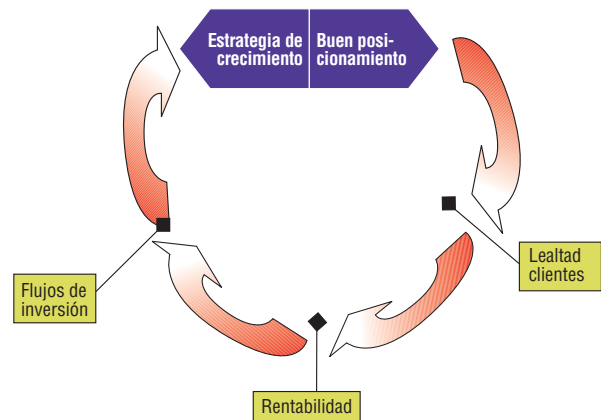 Estrategia de
crecimiento
Buen posi-
cionamiento
Lealtad
clientes
Flujos de
inversión
Rentabilidad